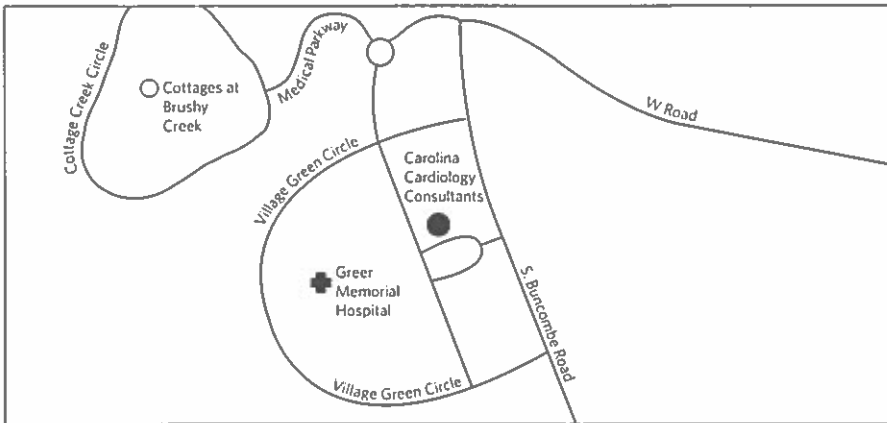 Cottage Creek Circle
Cottages at
Brushy
Creek
Medical Parkway
W Road
Village Green Circle
Carolina
Cardiology
Consultants
Greer
Memorial
Hospital
S. Buncombe Road
Village Green Circle